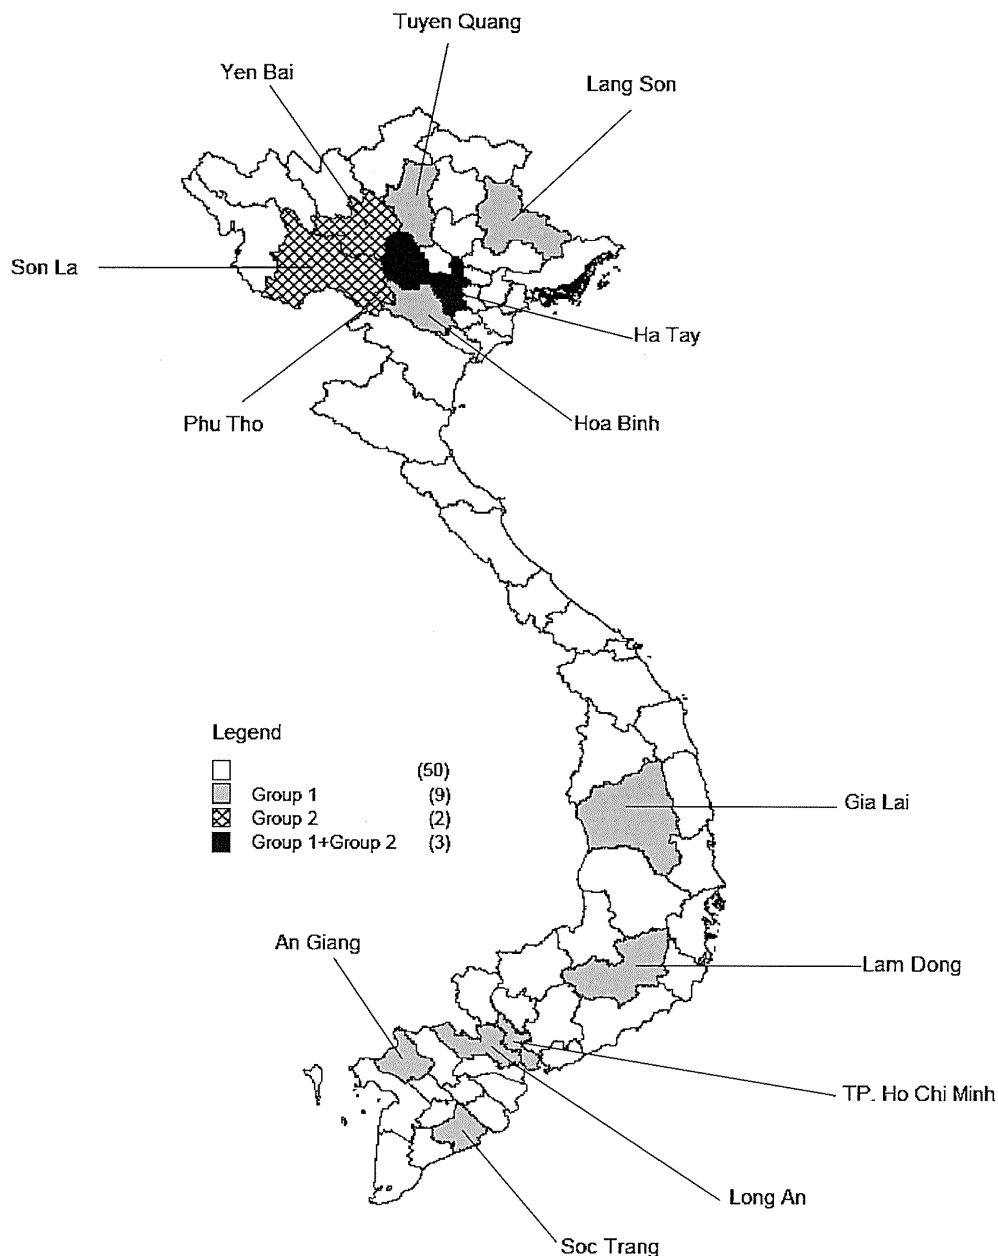 Tuyen Quang
Yen Bai
Lang Son
Son La
Ha Tay
Phu Tho
Hoa Binh
Legend
(50)
Group 1 (9)
Group 2 (2)
Group 1+Group 2 (3)
Gia Lai
An Giang
Lam Dong
TP. Ho Chi Minh
Long An
Soc Trang